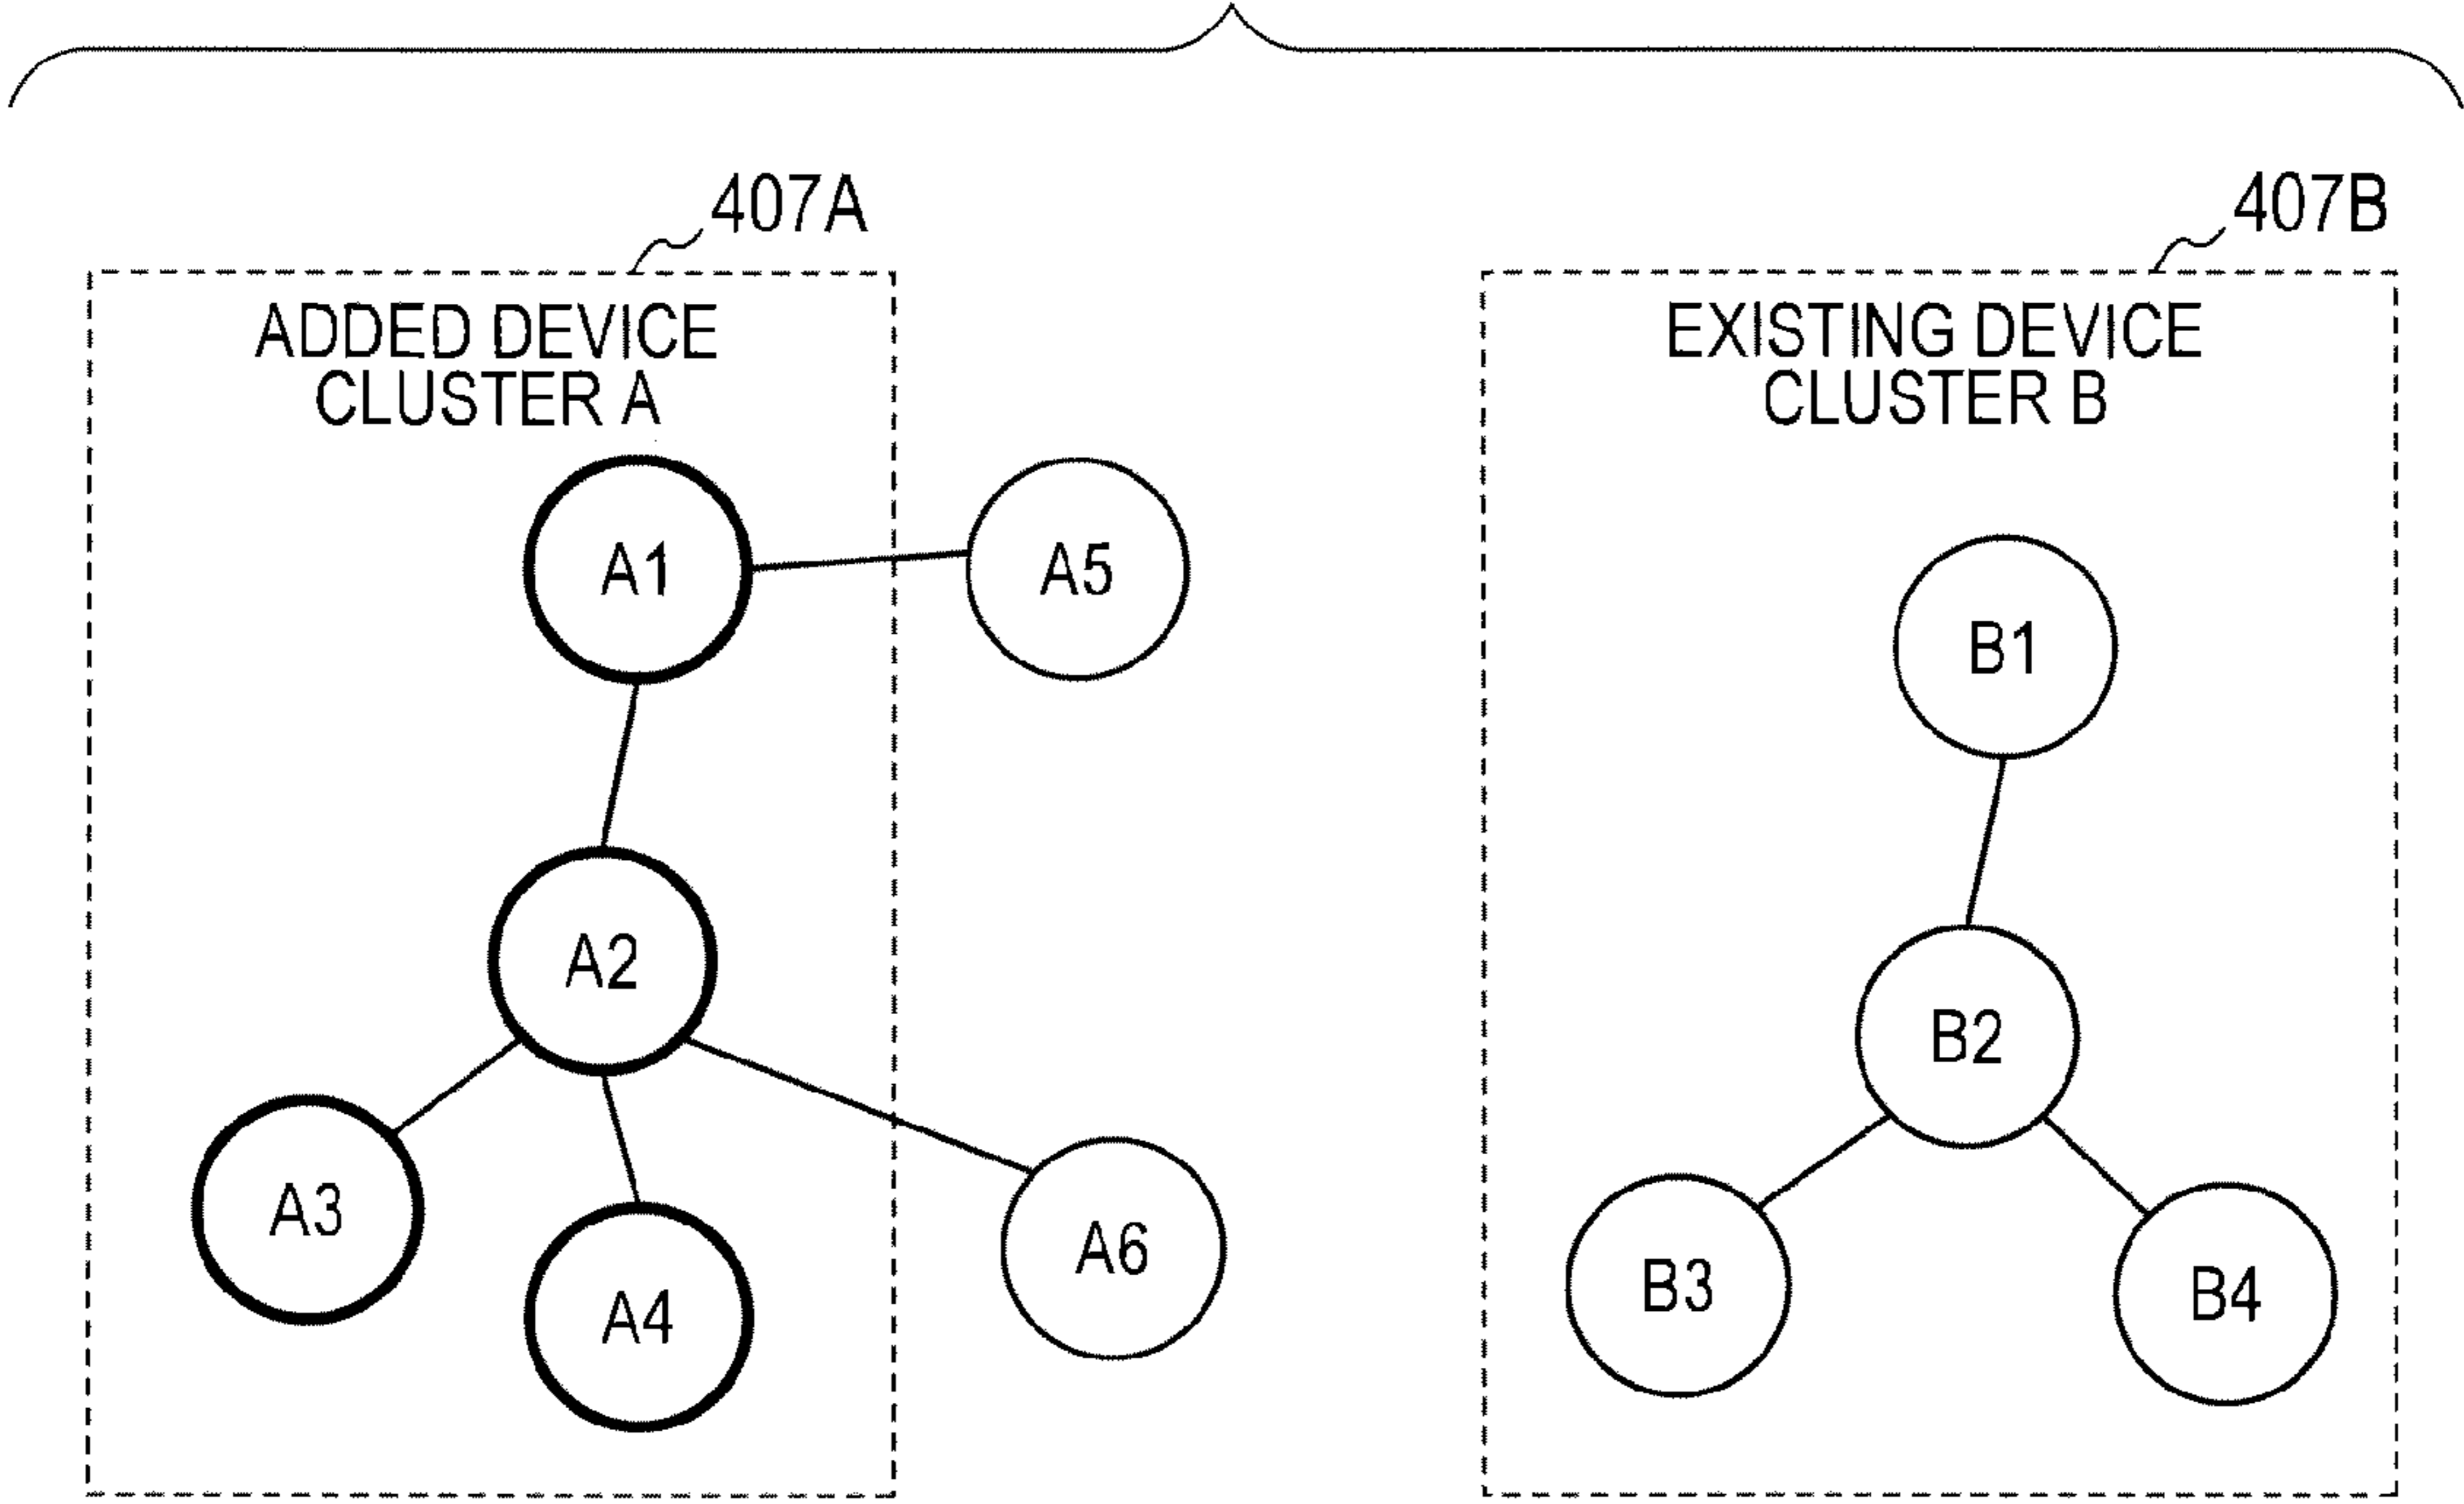 407A
407B
ADDED DEVICE
CLUSTER A
EXISTING DEVICE
CLUSTER B
A1
A5
B1
A2
B2
A3
A4
A6
B3
B4